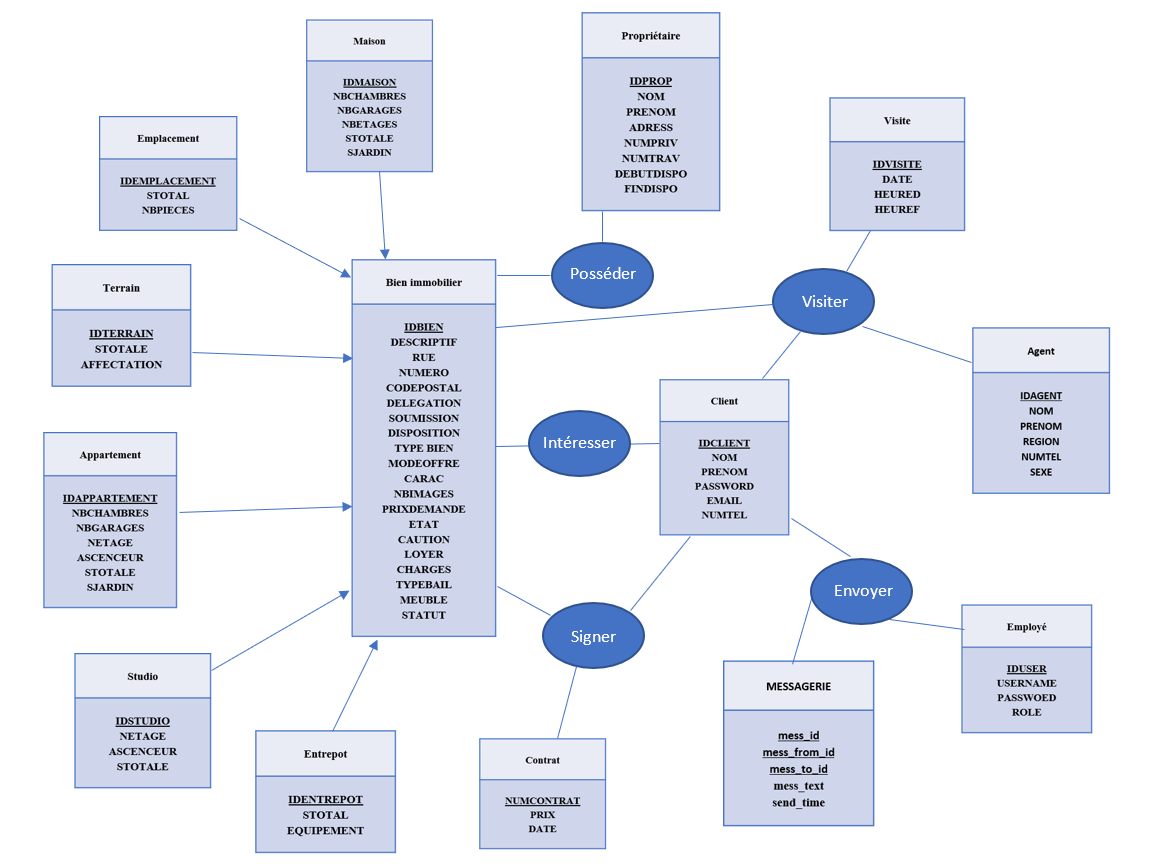 Maison
IDMAISON
NBCHAMBRES
NBGARAGES
NBETAGES
STOTALE
SJARDIN
Propriétaire
IDPROP
NOM
PRENOM
ADRESS
NUMPRIV
NUMTRAV
DEBUTDISPO
FINDISPO
Visite
IDVISITE
DATE
HEURED
HEUREF
Emplacement
IDEMPLACEMENT
STOTAL
NBPIECES
Posséder
Visiter
Terrain
IDTERRAIN
STOTALE
AFFECTATION
Bien immobilier
IDBIEN
DESCRIPTIF
RUE
NUMERO
CODEPOSTAL
DELEGATION
SOUMISSION
DISPOSITION
TYPE BIEN
MODEOFFRE
CARAC
NBIMAGES
PRIXDEMANDE
ETAT
CAUTION
LOYER
CHARGES
TYPEBAIL
MEUBLE
STATUT
Agent
IDAGENT
NOM
PRENOM
REGION
NUMTEL
SEXE
Client
IDCLIENT
NOM
PRENOM
PASSWORD
EMAIL
NUMTEL
Intéresser
Appartement
IDAPPARTEMENT
NBCHAMBRES
NBGARAGES
NETAGE
ASCENCEUR
STOTALE
SJARDIN
Envoyer
Signer
Employé
IDUSER
USERNAME
PASSWOED
ROLE
Studio
IDSTUDIO
NETAGE
ASCENCEUR
STOTALE
MESSAGERIE
mess_id
mess_from_id
mess_to_id
mess_text
send_time
Entrepot
IDENTREPOT
STOTAL
EQUIPEMENT
Contrat
NUMCONTRAT
PRIX
DATE